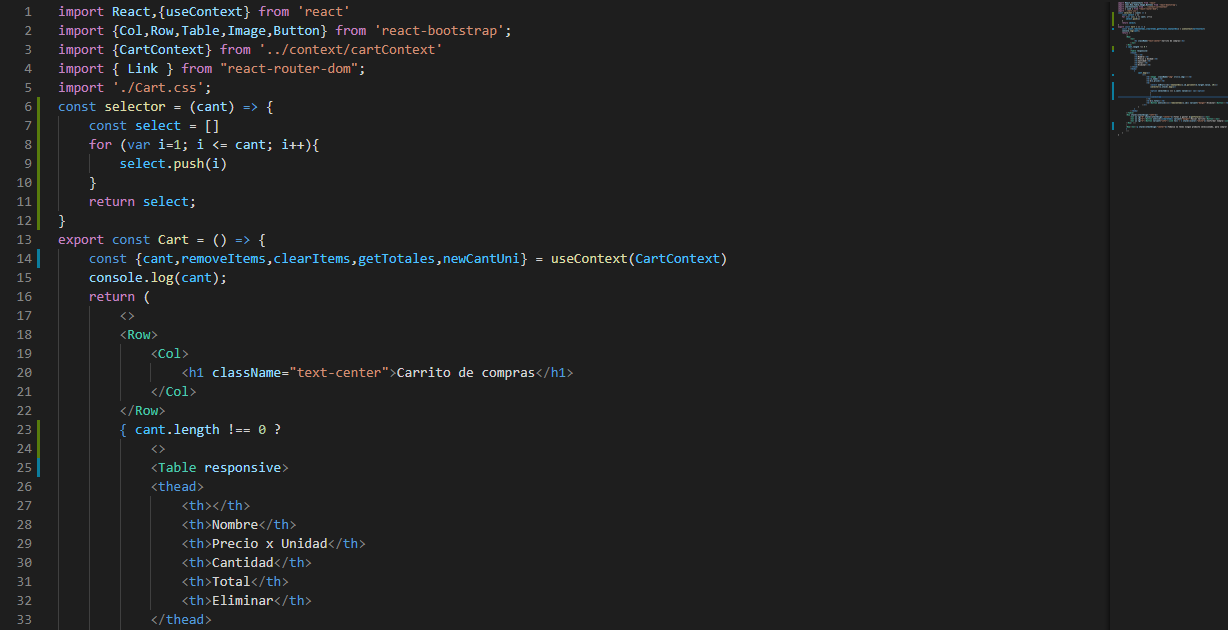 1 import React,{useContext} from 'react'
2 import {Col,Row,Table,Image,Button} from 'react-bootstrap';
3 import {CartContext} from '../context/cartContext'
4 import { Link } from "react-router-dom";
5 import './Cart.css';
6 const selector = (cant) => {
7     const select = []
8     for (var i=1; i <= cant; i++){
9         select.push(i)
10     }
11     return select;
12 }
13 export const Cart = () => {
14     const {cant,removeItems,clearItems,getTotales,newCantUni} = useContext(CartContext)
15     console.log(cant);
16     return (
17         <>
18         <Row>
19             <Col>
20                 <h1 className="text-center">Carrito de compras</h1>
21             </Col>
22         </Row>
23         { cant.length !== 0 ?
24             <>
25             <Table responsive>
26             <thead>
27                 <th></th>
28                 <th>Nombre</th>
29                 <th>Precio x Unidad</th>
30                 <th>Cantidad</th>
31                 <th>Total</th>
32                 <th>Eliminar</th>
33             </thead>